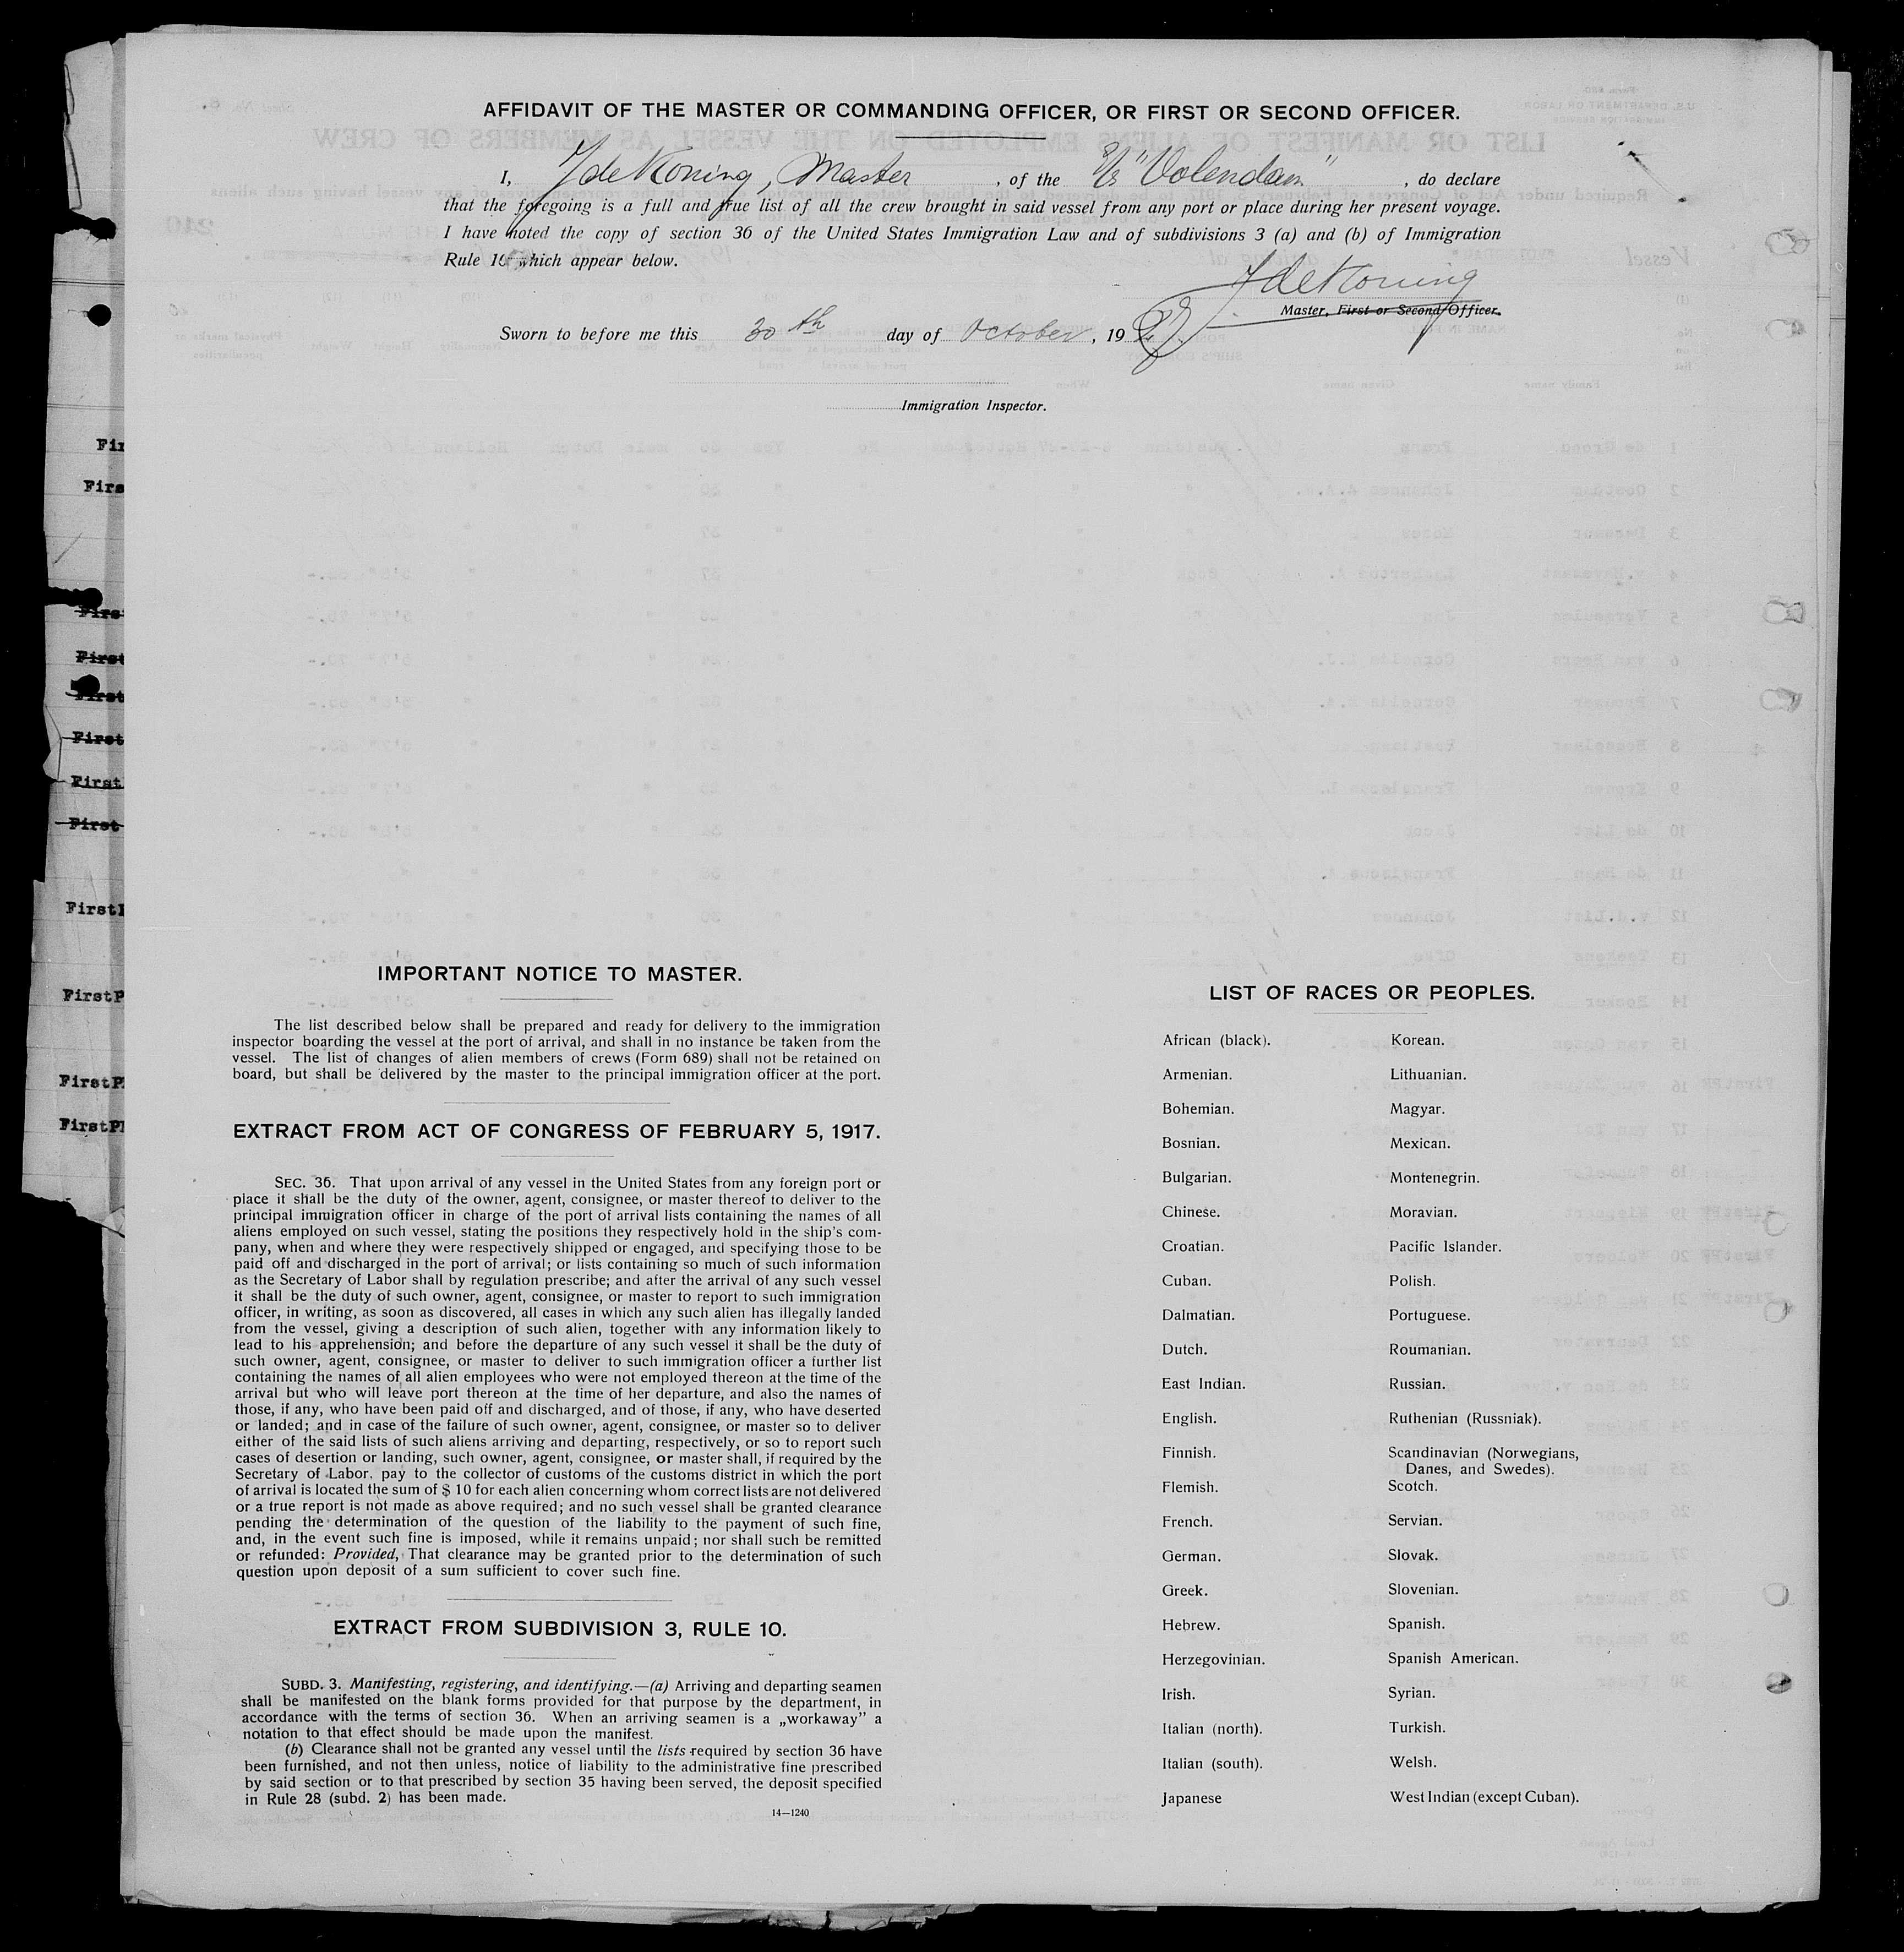 AFFIDAVIT OF THE MASTER OR COMMANDING OFFICER, OR FIRST OR SECOND OFFICER.
I, J de Koning, Master , of the "Volendam" , do declare
that the foregoing is a full and true list of all the crew brought in said vessel from any port or place during her present voyage.
I have noted the copy of section 36 of the United States Immigration Law and of subdivisions 3 (a) and (b) of Immigration
Rule 10 which appear below.
J de Koning
Master, First or Second Officer.
Sworn to before me this 30th day of October, 19
Immigration Inspector.
IMPORTANT NOTICE TO MASTER.
The list described below shall be prepared and ready for delivery to the immigration
inspector boarding the vessel at the port of arrival, and shall in no instance be taken from the
vessel. The list of changes of alien members of crews (Form 689) shall not be retained on
board, but shall be delivered by the master to the principal immigration officer at the port.
EXTRACT FROM ACT OF CONGRESS OF FEBRUARY 5, 1917.
SEC. 36. That upon arrival of any vessel in the United States from any foreign port or
place it shall be the duty of the owner, agent, consignee, or master thereof to deliver to the
principal immigration officer in charge of the port of arrival lists containing the names of all
aliens employed on such vessel, stating the positions they respectively hold in the ship's com-
pany, when and where they were respectively shipped or engaged, and specifying those to be
paid off and discharged in the port of arrival; or lists containing so much of such information
as the Secretary of Labor shall by regulation prescribe; and after the arrival of any such vessel
it shall be the duty of such owner, agent, consignee, or master to report to such immigration
officer, in writing, as soon as discovered, all cases in which any such alien has illegally landed
from the vessel, giving a description of such alien, together with any information likely to
lead to his apprehension; and before the departure of any such vessel it shall be the duty of
such owner, agent, consignee, or master to deliver to such immigration officer a further list
containing the names of all alien employees who were not employed thereon at the time of the
arrival but who will leave port thereon at the time of her departure, and also the names of
those, if any, who have been paid off and discharged, and of those, if any, who have deserted
or landed; and in case of the failure of such owner, agent, consignee, or master so to deliver
either of the said lists of such aliens arriving and departing, respectively, or so to report such
cases of desertion or landing, such owner, agent, consignee, or master shall, if required by the
Secretary of Labor, pay to the collector of customs of the customs district in which the port
of arrival is located the sum of $ 10 for each alien concerning whom correct lists are not delivered
or a true report is not made as above required; and no such vessel shall be granted clearance
pending the determination of the question of the liability to the payment of such fine,
and, in the event such fine is imposed, while it remains unpaid; nor shall such be remitted
or refunded: Provided, That clearance may be granted prior to the determination of such
question upon deposit of a sum sufficient to cover such fine.
EXTRACT FROM SUBDIVISION 3, RULE 10.
SUBD. 3. Manifesting, registering, and identifying.—(a) Arriving and departing seamen
shall be manifested on the blank forms provided for that purpose by the department, in
accordance with the terms of section 36. When an arriving seamen is a „workaway” a
notation to that effect should be made upon the manifest.
(b) Clearance shall not be granted any vessel until the lists required by section 36 have
been furnished, and not then unless, notice of liability to the administrative fine prescribed
by said section or to that prescribed by section 35 having been served, the deposit specified
in Rule 28 (subd. 2) has been made.
14—1240
LIST OF RACES OR PEOPLES.
African (black).
Armenian.
Bohemian.
Bosnian.
Bulgarian.
Chinese.
Croatian.
Cuban.
Dalmatian.
Dutch.
East Indian.
English.
Finnish.
Flemish.
French.
German.
Greek.
Hebrew.
Herzegovinian.
Irish.
Italian (north).
Italian (south).
Japanese
Korean.
Lithuanian.
Magyar.
Mexican.
Montenegrin.
Moravian.
Pacific Islander.
Polish.
Portuguese.
Roumanian.
Russian.
Ruthenian (Russniak).
Scandinavian (Norwegians,
Danes, and Swedes).
Scotch.
Servian.
Slovak.
Slovenian.
Spanish.
Spanish American.
Syrian.
Turkish.
Welsh.
West Indian (except Cuban).